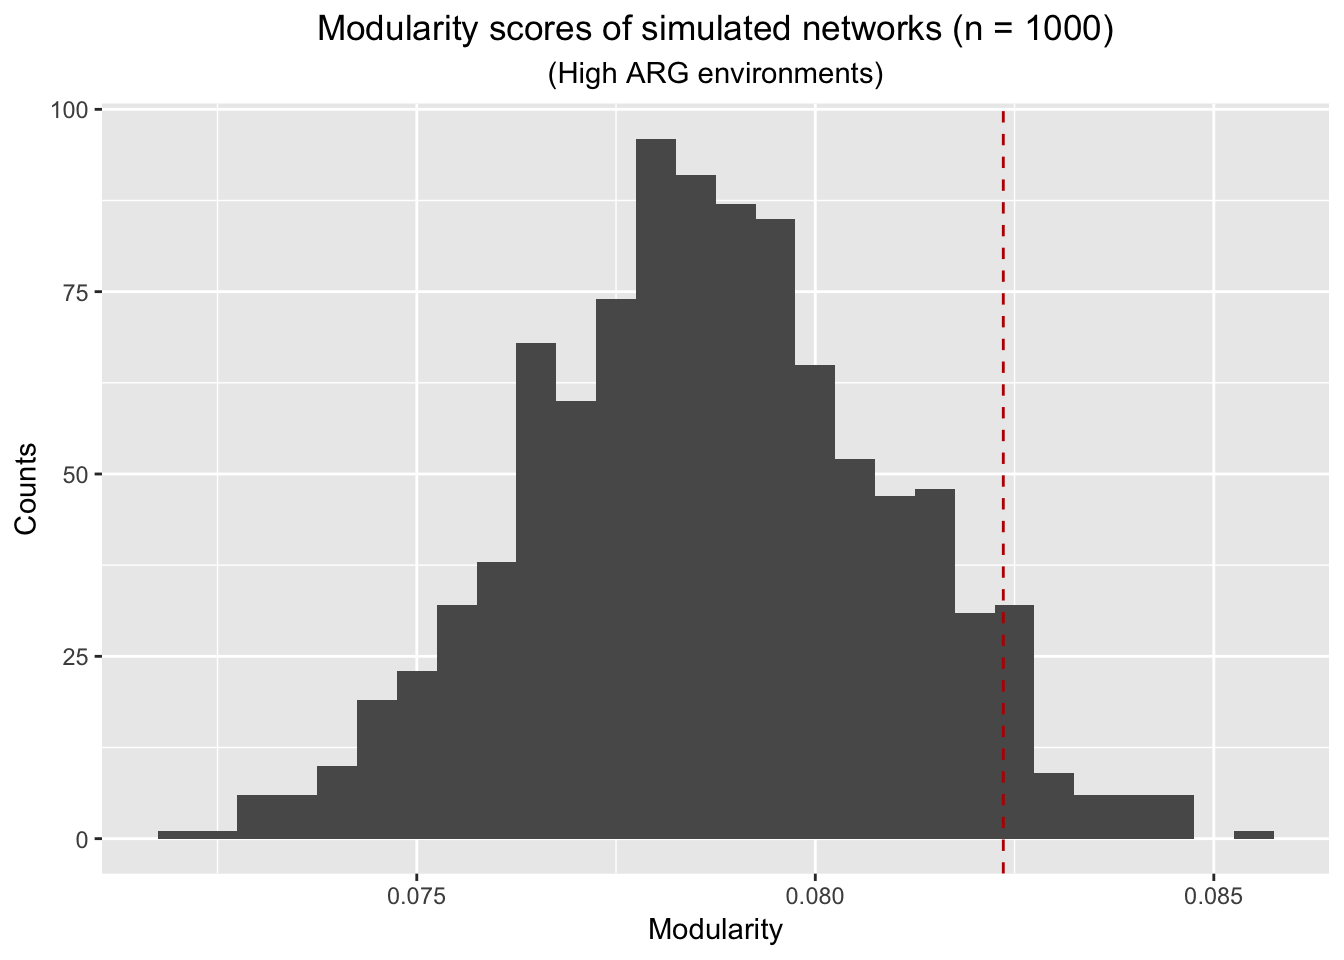 Modularity scores of simulated networks (n = 1000)
(High ARG environments)
100
75
50
25
0
Counts
0.075 0.080 0.085
Modularity